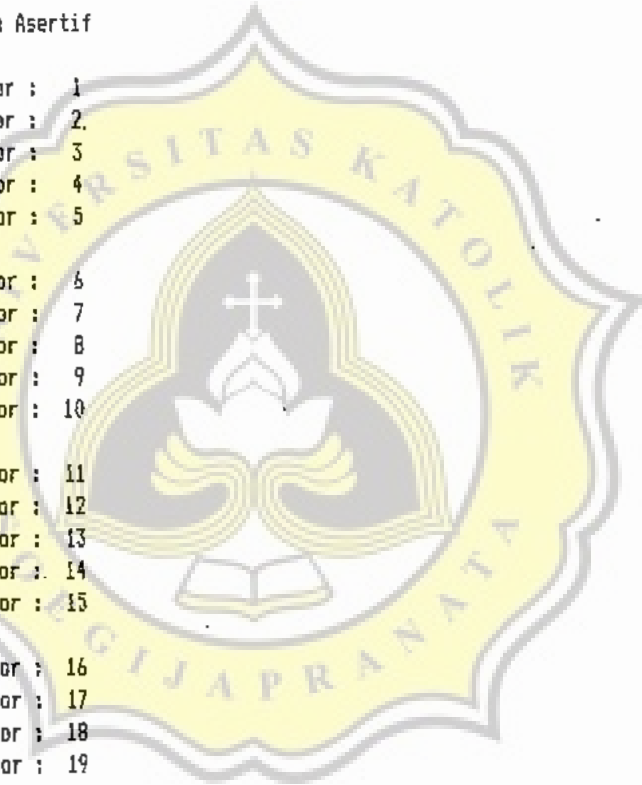 : Asertif
or : 1
or : 2
or : 3
or : 4
or : 5
or : 6
or : 7
or : 8
or : 9
or : 10
or : 11
or : 12
or : 13
or : 14
or : 15
or : 16
or : 17
or : 18
or : 19
UNIVERSITAS KATOLIK
SOEGIJAPRANATA